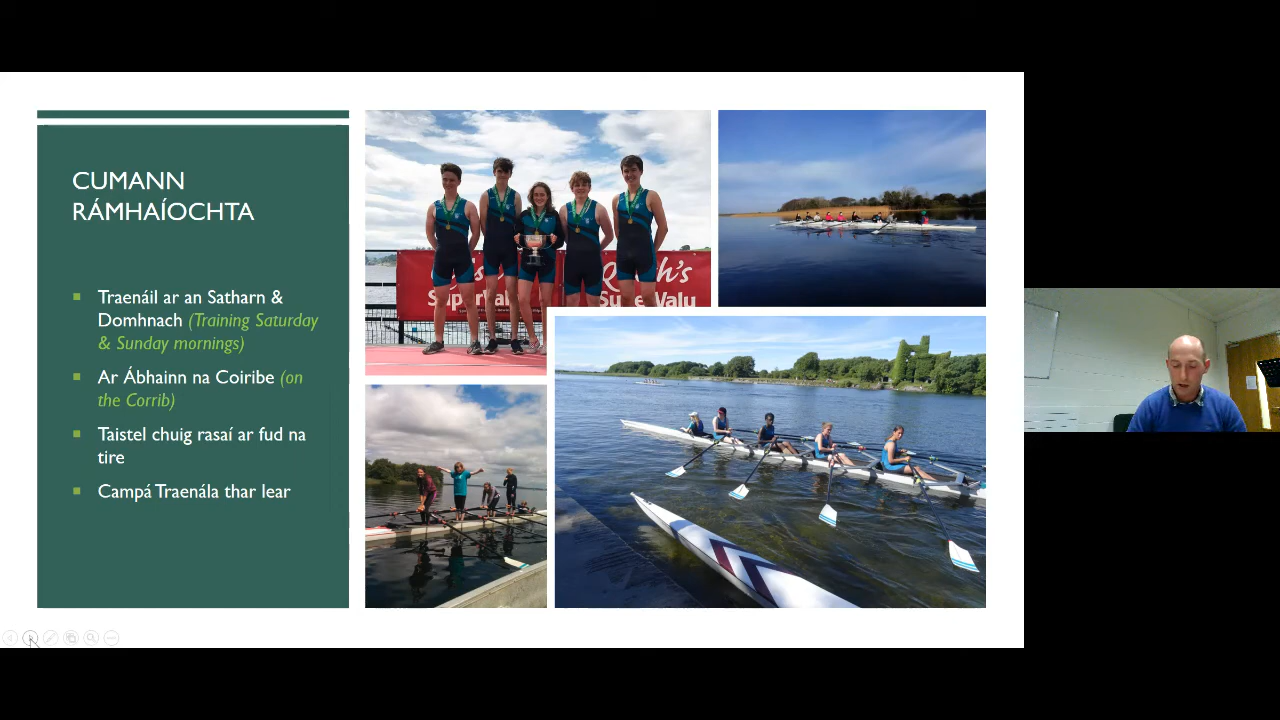 CUMANN
RÁMHAÍOCHTA
Traenáil ar an Satharn &
Domhnach (Training Saturday
& Sunday mornings)
Ar Ábhainn na Coiribe (on
the Corrib)
Taistel chuig rasaí ar fud na
tire
Campá Traenála thar lear